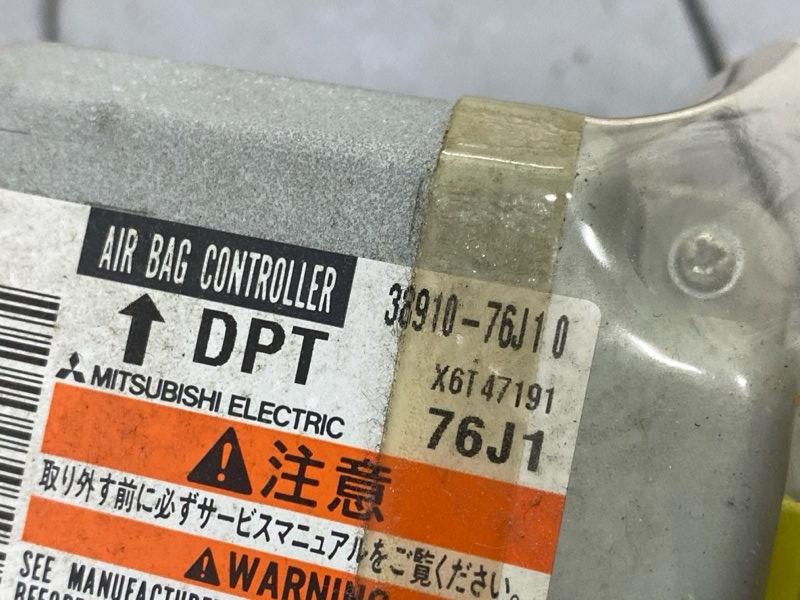 AIR BAG CONTROLLER
38910-76J10
DPT
X6T47191
MITSUBISHI ELECTRIC
76J1
注意
取り外す前に必ずサービスマニュアルをご覧ください。
WARNING
SEE MANUFACTURER